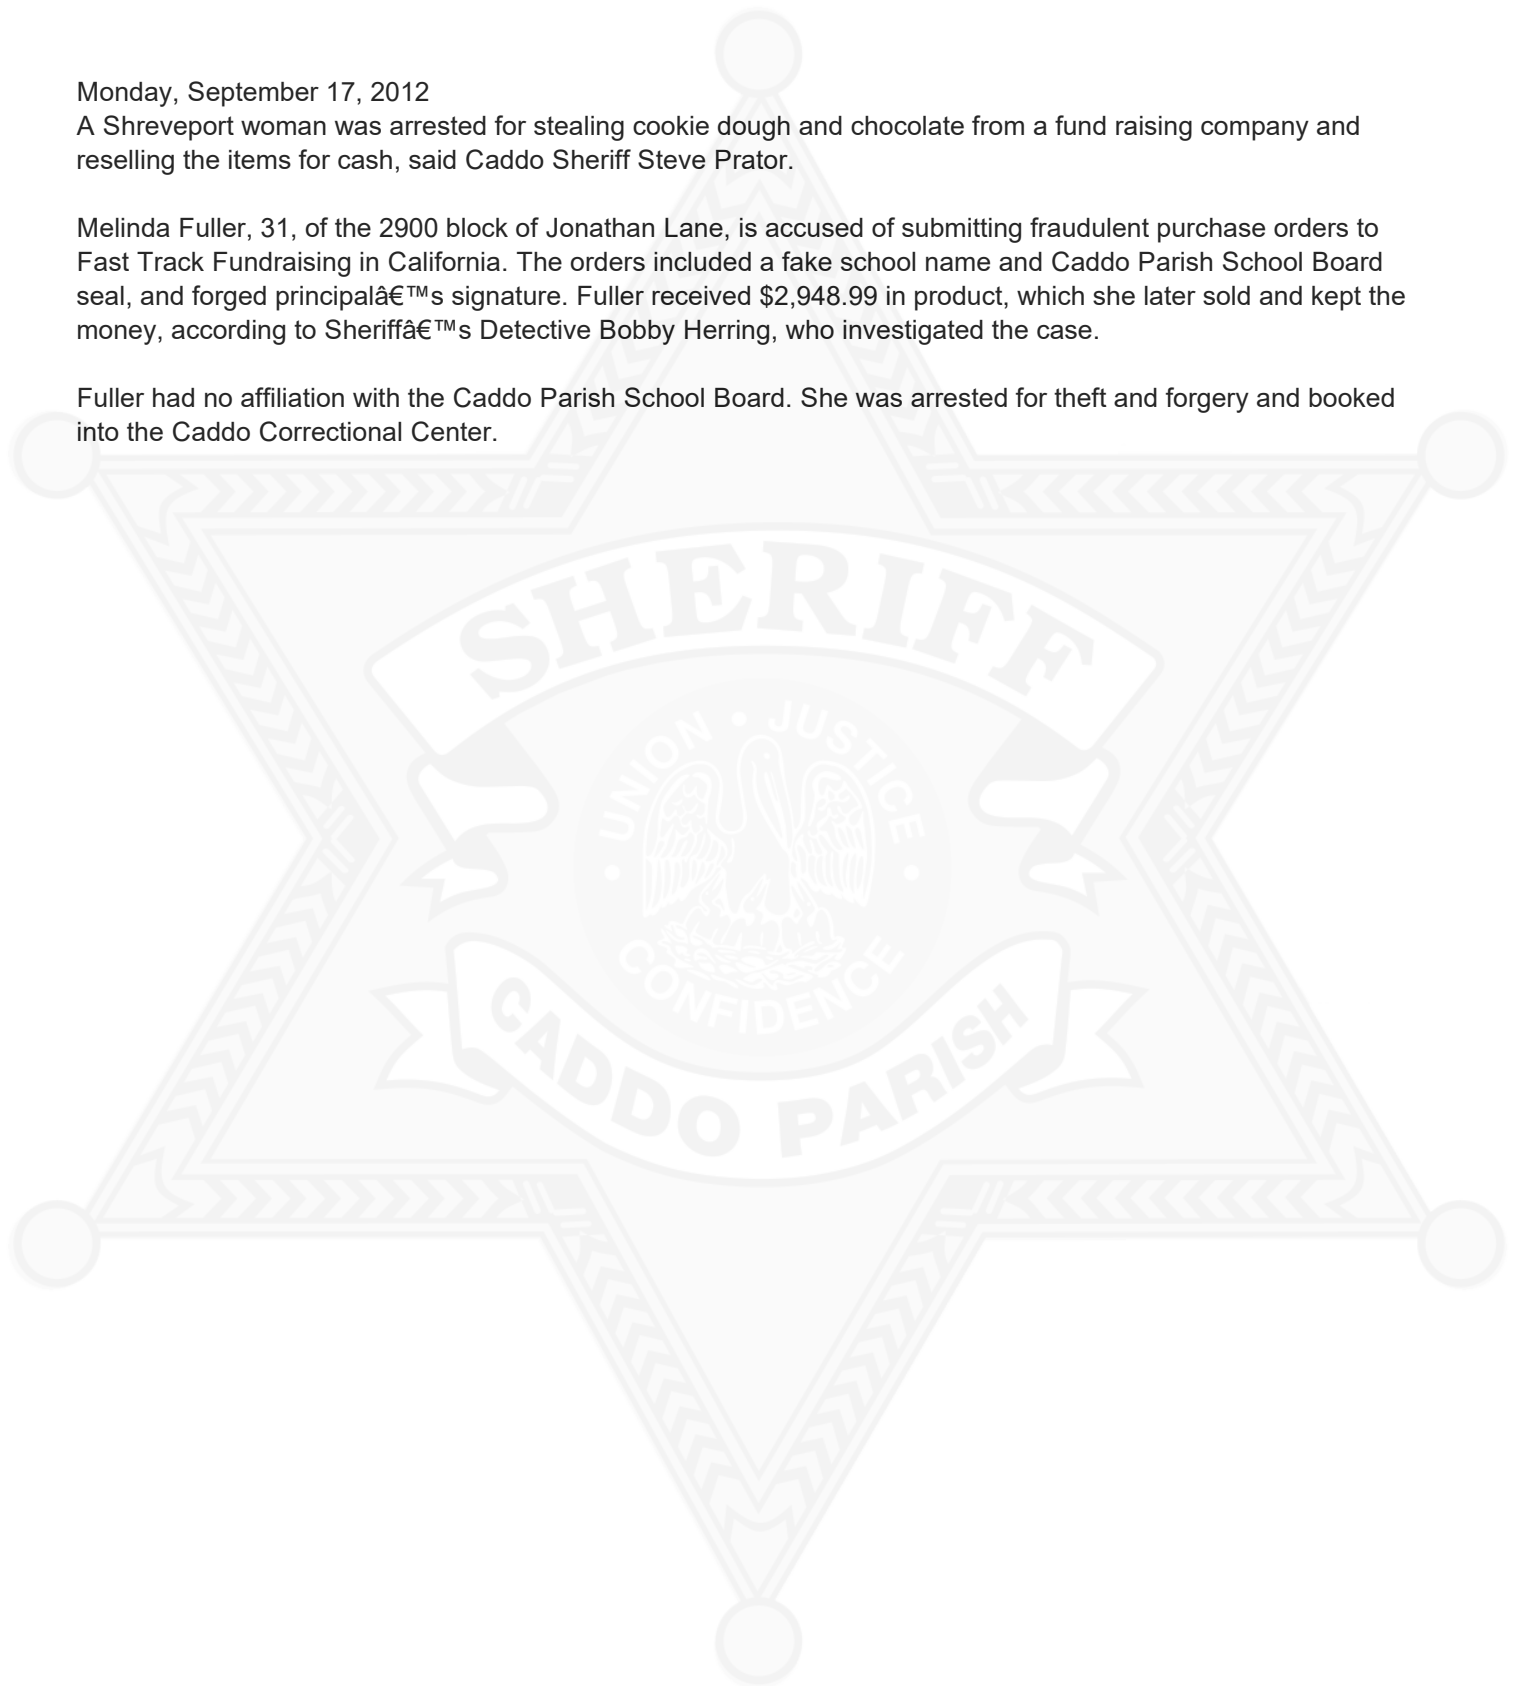 Monday, September 17, 2012
A Shreveport woman was arrested for stealing cookie dough and chocolate from a fund raising company and
reselling the items for cash, said Caddo Sheriff Steve Prator.
Melinda Fuller, 31, of the 2900 block of Jonathan Lane, is accused of submitting fraudulent purchase orders to
Fast Track Fundraising in California. The orders included a fake school name and Caddo Parish School Board
seal, and forged principalâ€™s signature. Fuller received $2,948.99 in product, which she later sold and kept the
money, according to Sheriffâ€™s Detective Bobby Herring, who investigated the case.
Fuller had no affiliation with the Caddo Parish School Board. She was arrested for theft and forgery and booked
into the Caddo Correctional Center.
SHERIFF
UNION • JUSTICE
• CONFIDENCE •
CADDO PARISH